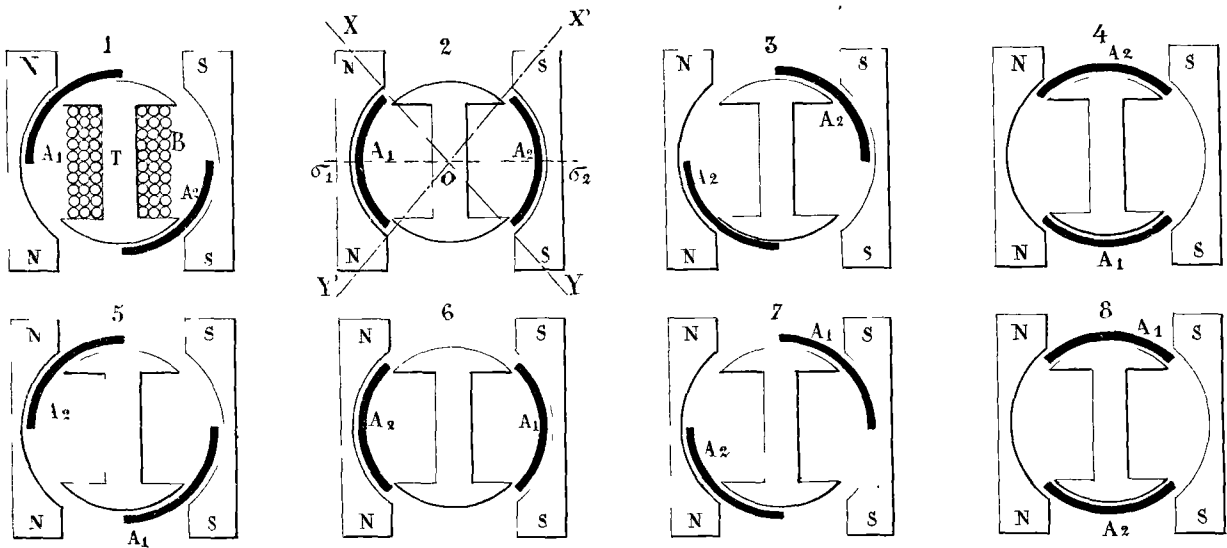 1
N S
A1 T B A2
N S
2
X X'
N S
σ1 A1 O A2 σ2
N S
Y' Y
3
N S
A2
A2
N S
4
A2
N S
N S
A1
5
N S
A2
N S
A1
6
N S
A2 A1
N S
7
N A1 S
A2
N S
8
N A1 S
N S
A2